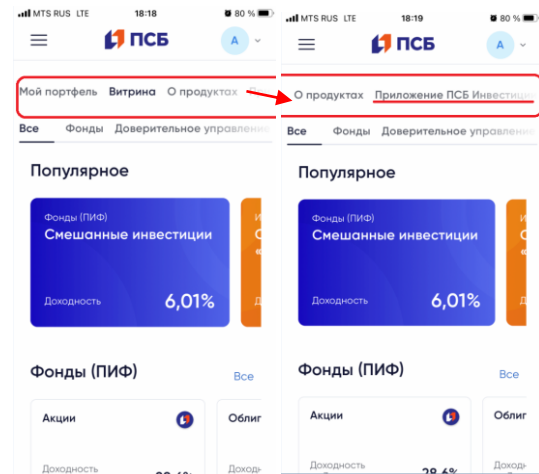 MTS RUS LTE 18:18 80 %
ПСБ A
Мой портфель Витрина О продуктах
Все Фонды Доверительное управление
Популярное
Фонды (ПИФ)
Смешанные инвестиции
Доходность 6,01%
Фонды (ПИФ) Все
Акции Облиг
Доходность Доход
MTS RUS LTE 18:19 80 %
ПСБ A
О продуктах Приложение ПСБ Инвестиции
Все Фонды Доверительное управление
Популярное
Фонды (ПИФ)
Смешанные инвестиции
Доходность 6,01%
Фонды (ПИФ) Все
Акции Облиг
Доходность 28,6% Доход